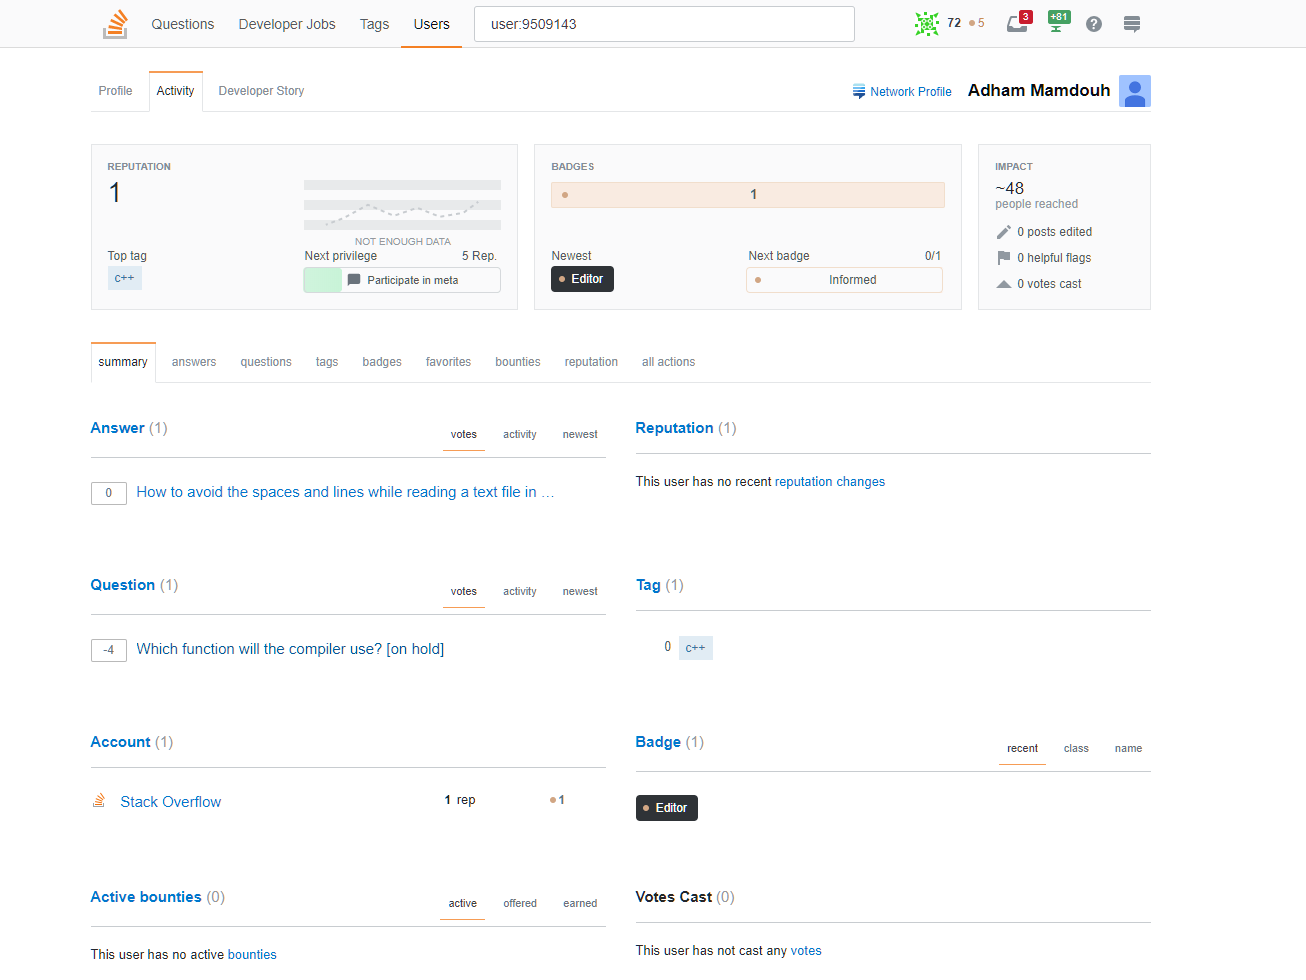 Questions Developer Jobs Tags Users user:9509143 72 5 3 +81 ?
Profile Activity Developer Story Network Profile Adham Mamdouh
REPUTATION
1
NOT ENOUGH DATA
Top tag Next privilege 5 Rep.
c++ Participate in meta
BADGES
1
Newest Next badge 0/1
Editor Informed
IMPACT
~48
people reached
0 posts edited
0 helpful flags
0 votes cast
summary answers questions tags badges favorites bounties reputation all actions
Answer (1) votes activity newest
0 How to avoid the spaces and lines while reading a text file in …
Reputation (1)
This user has no recent reputation changes
Question (1) votes activity newest
-4 Which function will the compiler use? [on hold]
Tag (1)
0 c++
Account (1)
Stack Overflow 1 rep 1
Badge (1) recent class name
Editor
Active bounties (0) active offered earned
This user has no active bounties
Votes Cast (0)
This user has not cast any votes